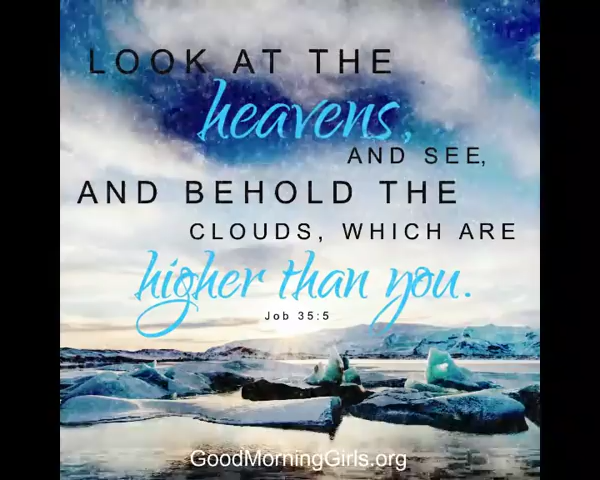 LOOK AT THE
heavens,
AND SEE,
AND BEHOLD THE
CLOUDS, WHICH ARE
higher than you.
Job 35:5
GoodMorningGirls.org